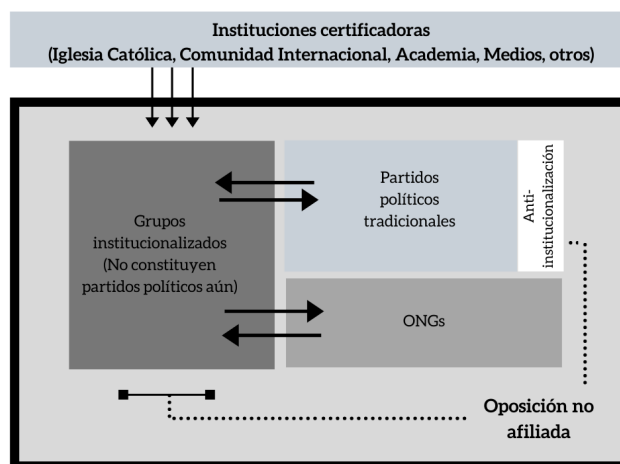 Instituciones certificadoras
(Iglesia Católica, Comunidad Internacional, Academia, Medios, otros)
Grupos
institucionalizados
(No constituyen
partidos políticos aún)
Partidos
políticos
tradicionales
Anti-
institucionalización
ONGs
Oposición no
afiliada